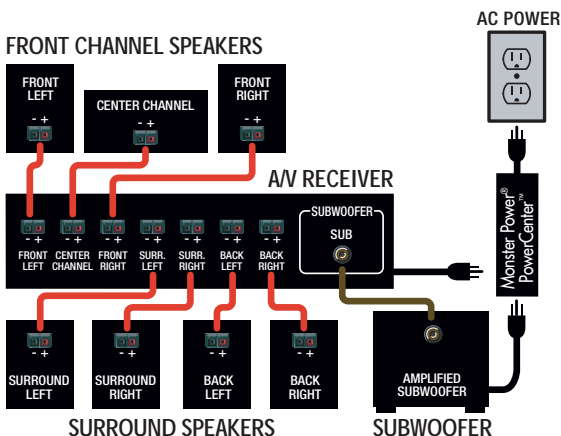 AC POWER
FRONT CHANNEL SPEAKERS
FRONT
LEFT
- +
CENTER CHANNEL
- +
FRONT
RIGHT
- +
A/V RECEIVER
- +
FRONT
LEFT
- +
CENTER
CHANNEL
- +
FRONT
RIGHT
- +
SURR.
LEFT
- +
SURR.
RIGHT
- +
BACK
LEFT
- +
BACK
RIGHT
SUBWOOFER
SUB
Monster Power®
PowerCenter™
- +
SURROUND
LEFT
- +
SURROUND
RIGHT
- +
BACK
LEFT
- +
BACK
RIGHT
AMPLIFIED
SUBWOOFER
SURROUND SPEAKERS
SUBWOOFER